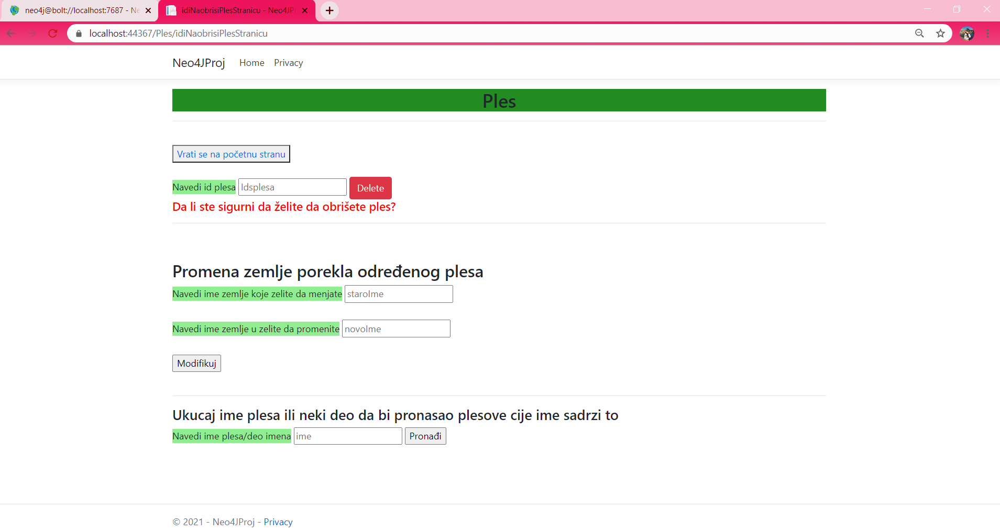 neo4j@bolt://localhost:7687 - Ne
idiNaobrisiPlesStranicu - Neo4JPr
localhost:44367/Ples/idiNaobrisiPlesStranicu
Neo4JProj Home Privacy
Ples
Vrati se na početnu stranu
Navedi id plesa Idsplesa Delete
Da li ste sigurni da želite da obrišete ples?
Promena zemlje porekla određenog plesa
Navedi ime zemlje koje zelite da menjate staroIme
Navedi ime zemlje u zelite da promenite novoIme
Modifikuj
Ukucaj ime plesa ili neki deo da bi pronasao plesove cije ime sadrzi to
Navedi ime plesa/deo imena ime Pronađi
© 2021 - Neo4JProj - Privacy